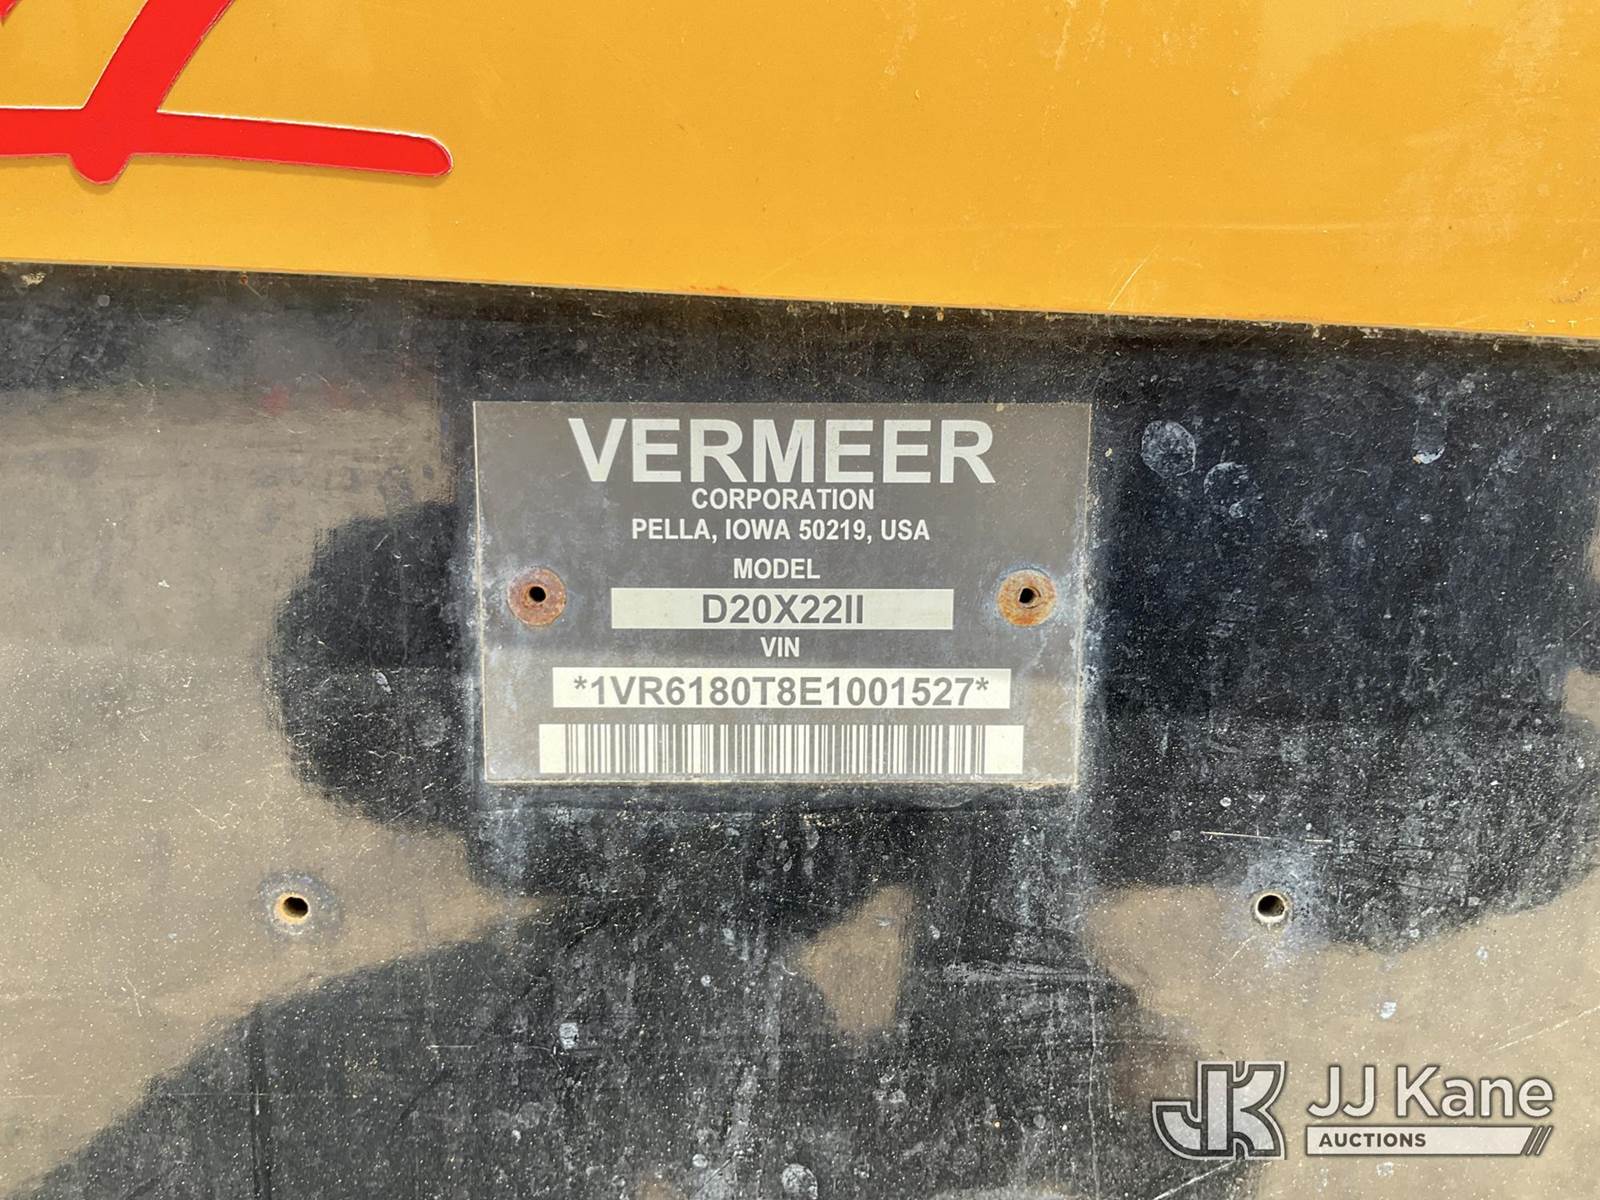 VERMEER
CORPORATION
PELLA, IOWA 50219, USA
MODEL
D20X22II
VIN
*1VR6180T8E1001527*
JJ Kane
AUCTIONS